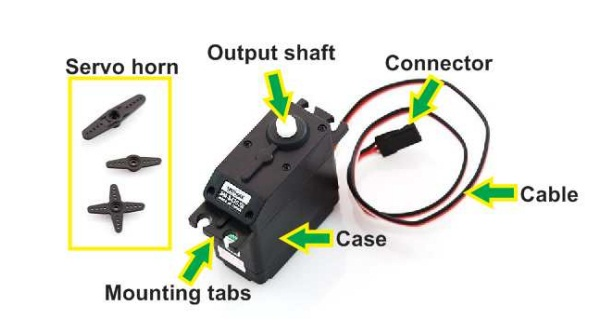 Output shaft
Servo horn
Connector
Cable
Case
Mounting tabs